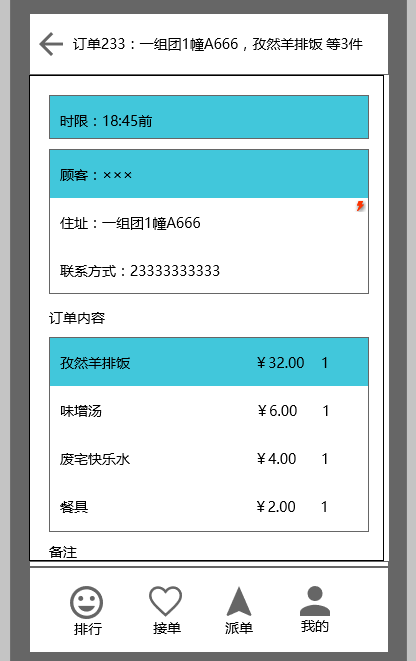 订单233：一组团1幢A666，孜然羊排饭 等3件
时限：18:45前
顾客：×××
住址：一组团1幢A666
联系方式：23333333333
订单内容
孜然羊排饭 ￥32.00 1
味增汤 ￥6.00 1
废宅快乐水 ￥4.00 1
餐具 ￥2.00 1
备注
排行 接单 派单 我的